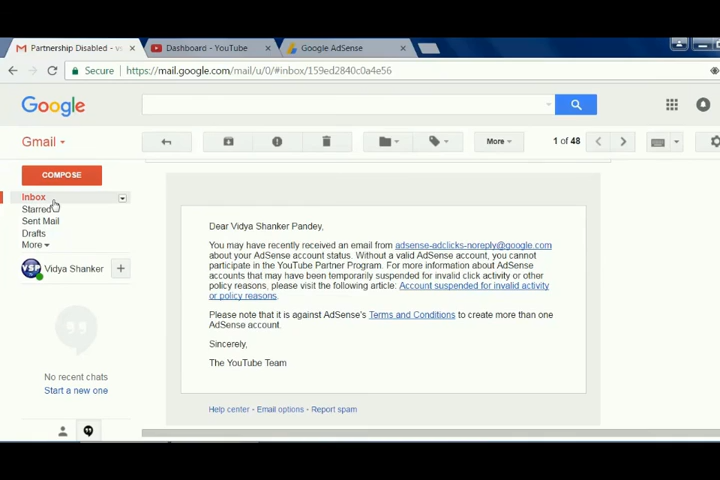 Partnership Disabled - v
Dashboard - YouTube
Google AdSense
Secure https://mail.google.com/mail/u/0/#inbox/159ed2840c0a4e56
Google
Gmail
More
1 of 48
COMPOSE
Inbox
Starred
Sent Mail
Drafts
More
VSP
Vidya Shanker
No recent chats
Start a new one
Dear Vidya Shanker Pandey,
You may have recently received an email from adsense-adclicks-noreply@google.com
about your AdSense account status. Without a valid AdSense account, you cannot
participate in the YouTube Partner Program. For more information about AdSense
accounts that may have been temporarily suspended for invalid click activity or other
policy reasons, please visit the following article: Account suspended for invalid activity
or policy reasons.
Please note that it is against AdSense's Terms and Conditions to create more than one
AdSense account.
Sincerely,
The YouTube Team
Help center - Email options - Report spam